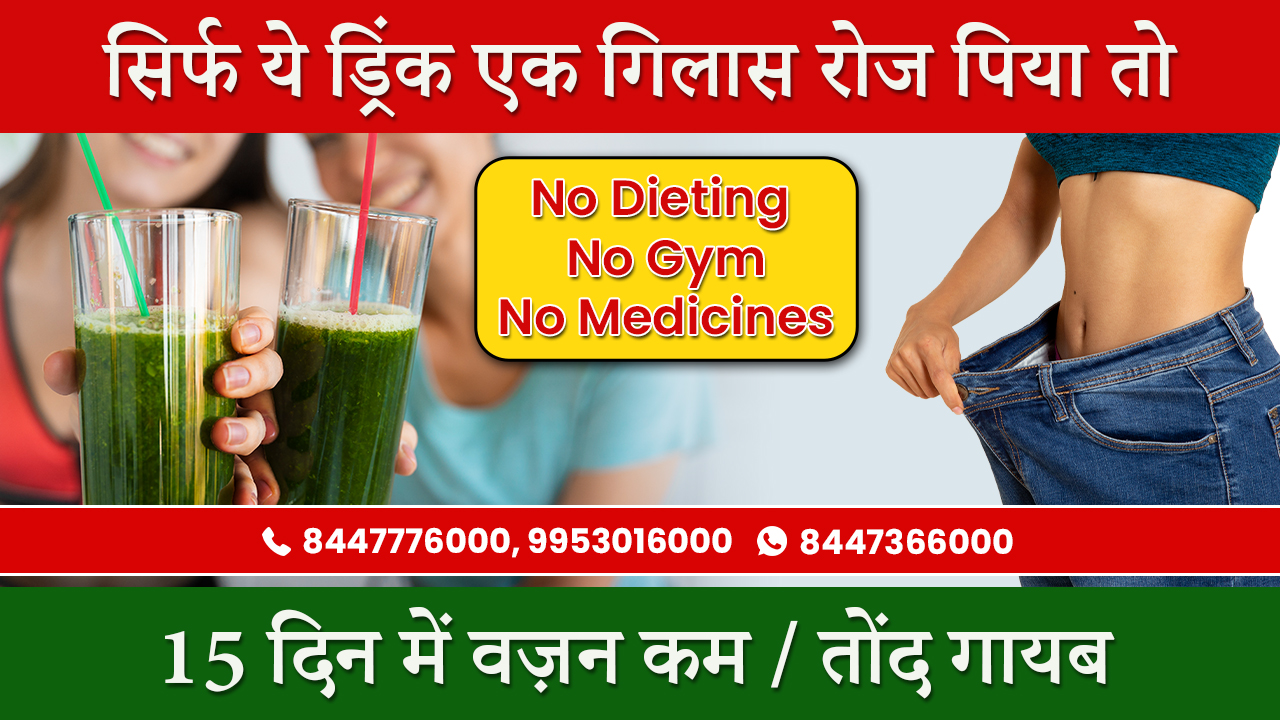 सिर्फ ये ड्रिंक एक गिलास रोज पिया तो
No Dieting
No Gym
No Medicines
8447776000, 9953016000 8447366000
15 दिन में वज़न कम / तोंद गायब